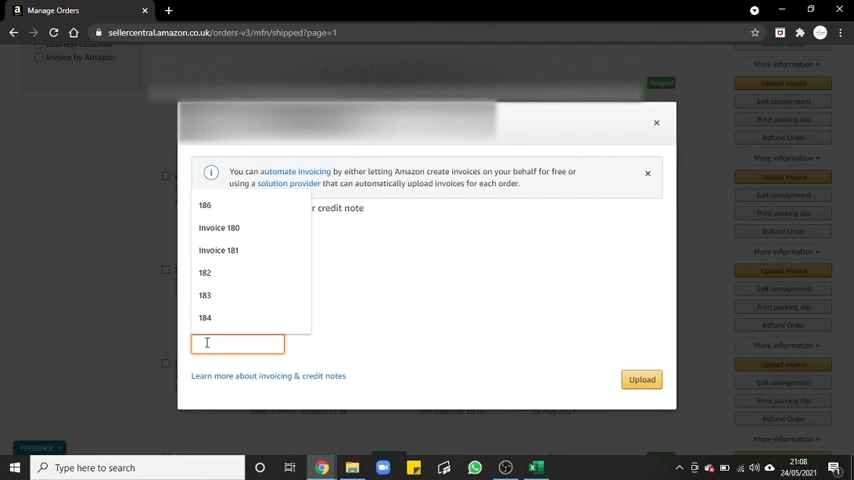 Manage Orders
sellercentral.amazon.co.uk/orders-v3/mfn/shipped?page=1
Business Customer
Invoice by Amazon
More information
Shipped
Upload invoice
Edit consignment
Print packing slip
Refund Order
More information
You can automate invoicing by either letting Amazon create invoices on your behalf for free or
using a solution provider that can automatically upload invoices for each order.
Upload invoice
Edit consignment
Print packing slip
Refund Order
More information
r credit note
186
Invoice 180
Invoice 181
182
183
184
Upload invoice
Edit consignment
Print packing slip
Refund Order
More information
Learn more about invoicing & credit notes
Upload
Upload invoice
Edit consignment
Print packing slip
Refund Order
More information
FEEDBACK
Type here to search
21:08
24/05/2021